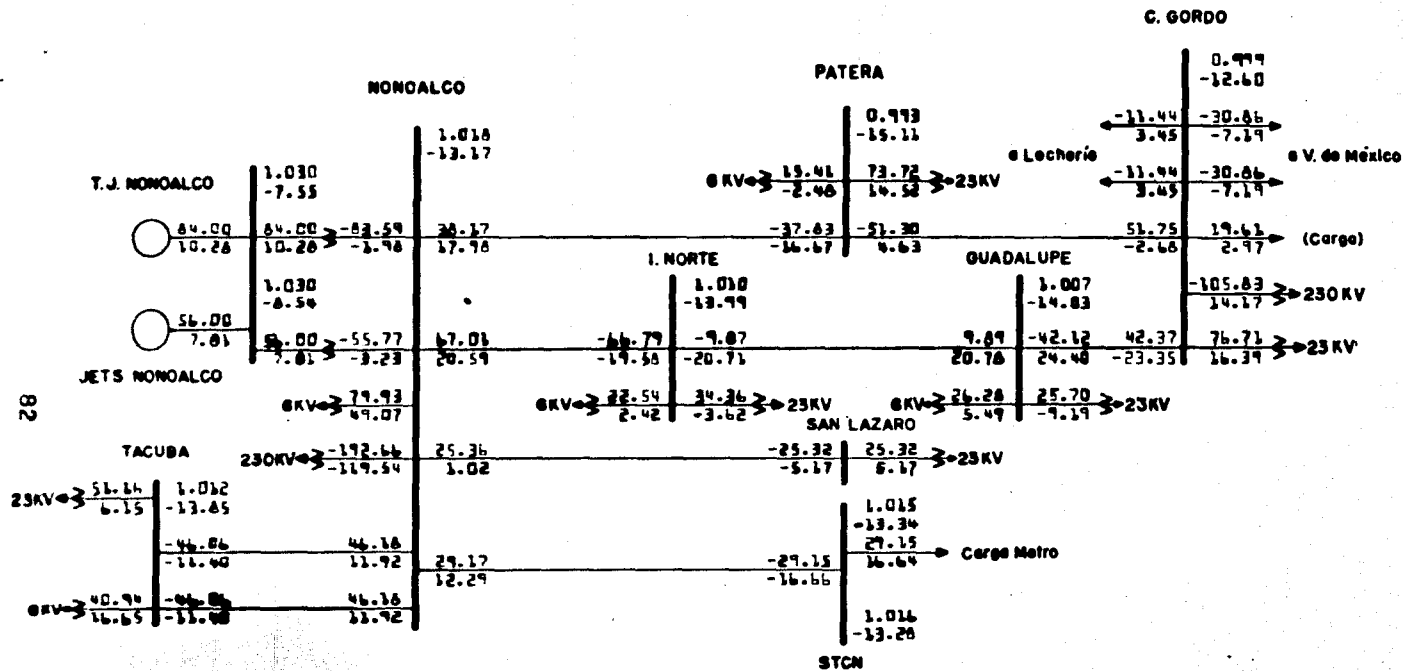 C. GORDO
0.999
-12.60
NONOALCO
PATERA
1.018
-13.17
0.993
-15.11
-11.44 -30.86
3.45 -7.19
a Lechería
a V. de México
T.J. NONOALCO
1.030
-7.55
6 KV 15.41 73.72 23KV
-2.48 14.52
-11.44 -30.86
3.45 -7.19
84.00 84.00 -83.59 38.17 -37.83 -51.30 51.75 19.61 (Carga)
10.28 10.28 -1.98 17.98 -16.67 4.63 -2.68 2.97
I. NORTE
GUADALUPE
1.030
-8.54
1.010
-13.99
1.007
-14.83
-105.83 230 KV
14.17
56.00
7.81
-55.77 67.01 -66.79 -9.87 9.89 -42.12 42.37 76.71 23 KV
7.81 -3.23 20.59 -19.58 -20.71 20.78 24.40 -23.35 16.39
JETS NONOALCO
6KV 79.93
49.07
6KV 22.54 34.36 23KV
2.42 -3.62
6KV 26.28 25.70 23KV
5.49 -9.19
82
SAN LAZARO
TACUBA
230KV -192.66 25.36 -25.32 25.32 23KV
-119.54 1.02 -5.17 5.17
23KV 51.16
6.15
1.012
-13.85
1.015
-13.34
-46.06 46.18
-11.40 11.92
29.15 Carga Metro
16.64
29.17 -29.15
12.29 -16.66
6KV 40.94 46.18
16.65 11.92
1.016
-13.28
STCN